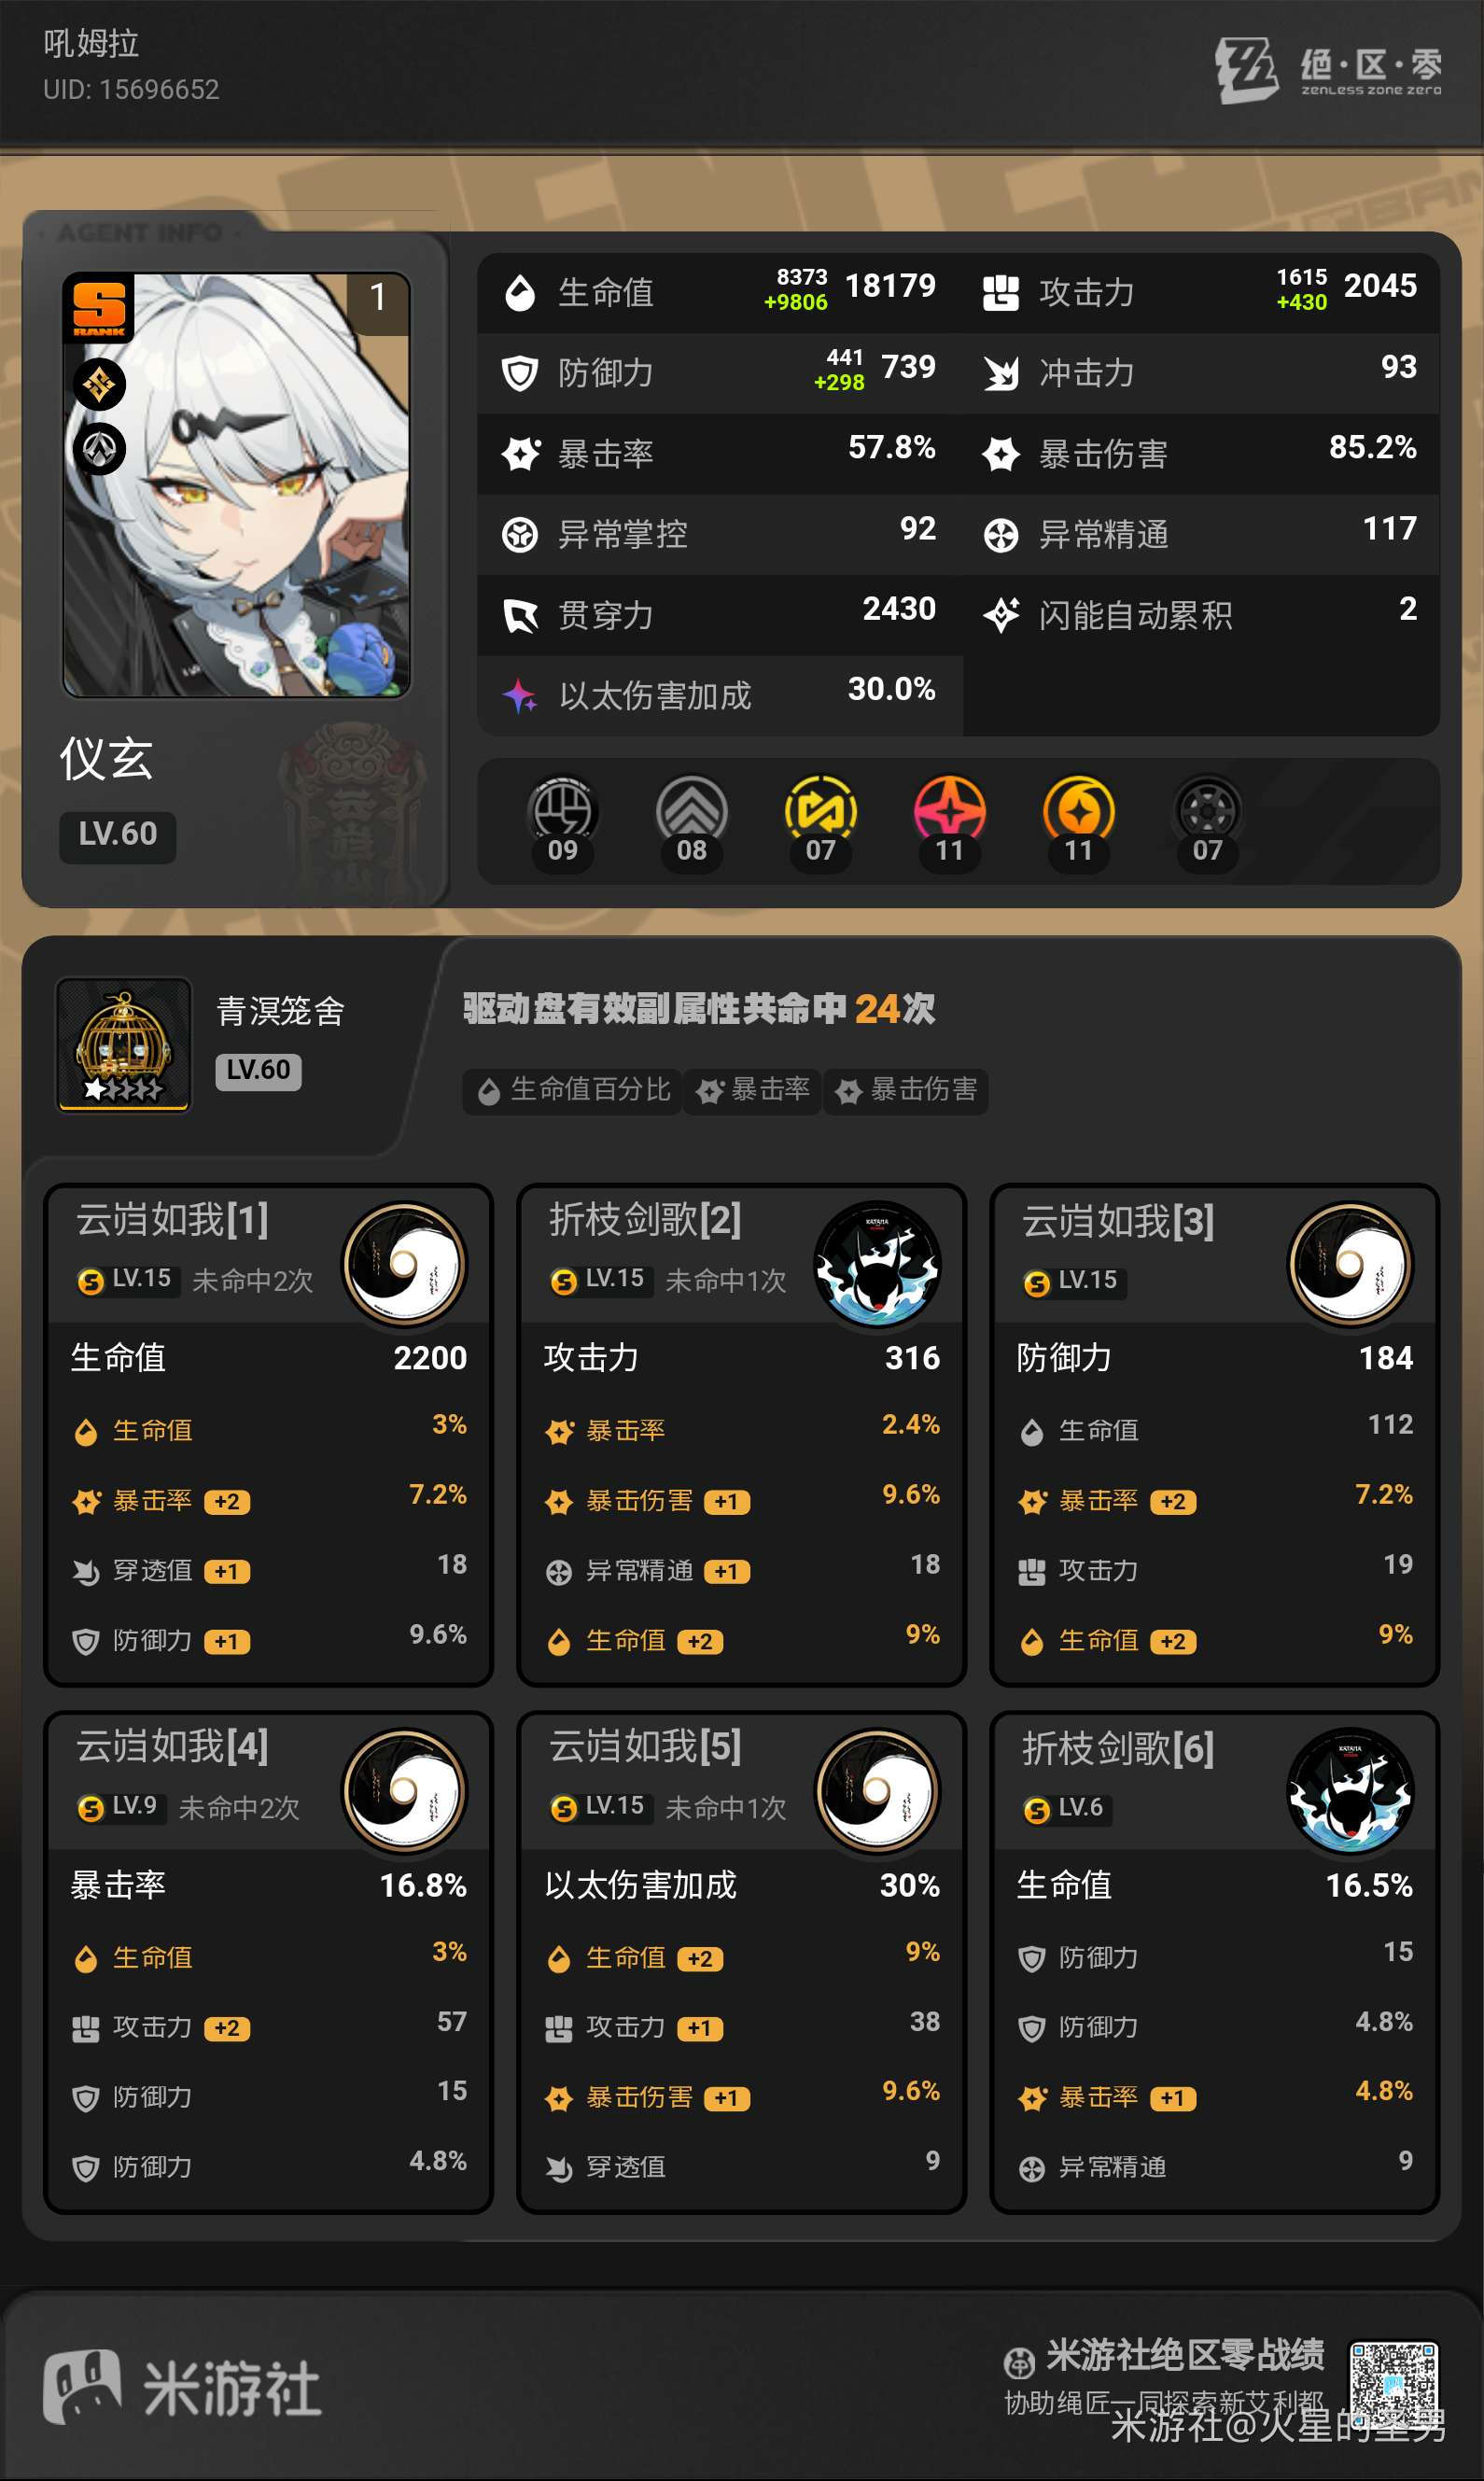 吼姆拉
UID: 15696652
绝·区·零
ZENLESS ZONE ZERO
AGENT INFO
S
RANK
1
仪玄
LV.60
生命值 8373 +9806 18179
攻击力 1615 +430 2045
防御力 441 +298 739
冲击力 93
暴击率 57.8%
暴击伤害 85.2%
异常掌控 92
异常精通 117
贯穿力 2430
闪能自动累积 2
以太伤害加成 30.0%
09 08 07 11 11 07
青溟笼舍
LV.60
驱动盘有效副属性共命中24次
生命值百分比 暴击率 暴击伤害
云岿如我[1]
LV.15 未命中2次
生命值 2200
生命值 3%
暴击率 +2 7.2%
穿透值 +1 18
防御力 +1 9.6%
折枝剑歌[2]
LV.15 未命中1次
攻击力 316
暴击率 2.4%
暴击伤害 +1 9.6%
异常精通 +1 18
生命值 +2 9%
云岿如我[3]
LV.15
防御力 184
生命值 112
暴击率 +2 7.2%
攻击力 19
生命值 +2 9%
云岿如我[4]
LV.9 未命中2次
暴击率 16.8%
生命值 3%
攻击力 +2 57
防御力 15
防御力 4.8%
云岿如我[5]
LV.15 未命中1次
以太伤害加成 30%
生命值 +2 9%
攻击力 +1 38
暴击伤害 +1 9.6%
穿透值 9
折枝剑歌[6]
LV.6
生命值 16.5%
防御力 15
防御力 4.8%
暴击率 +1 4.8%
异常精通 9
米游社
米游社绝区零战绩
协助绳匠一同探索新艾利都
米游社@火星的圣男